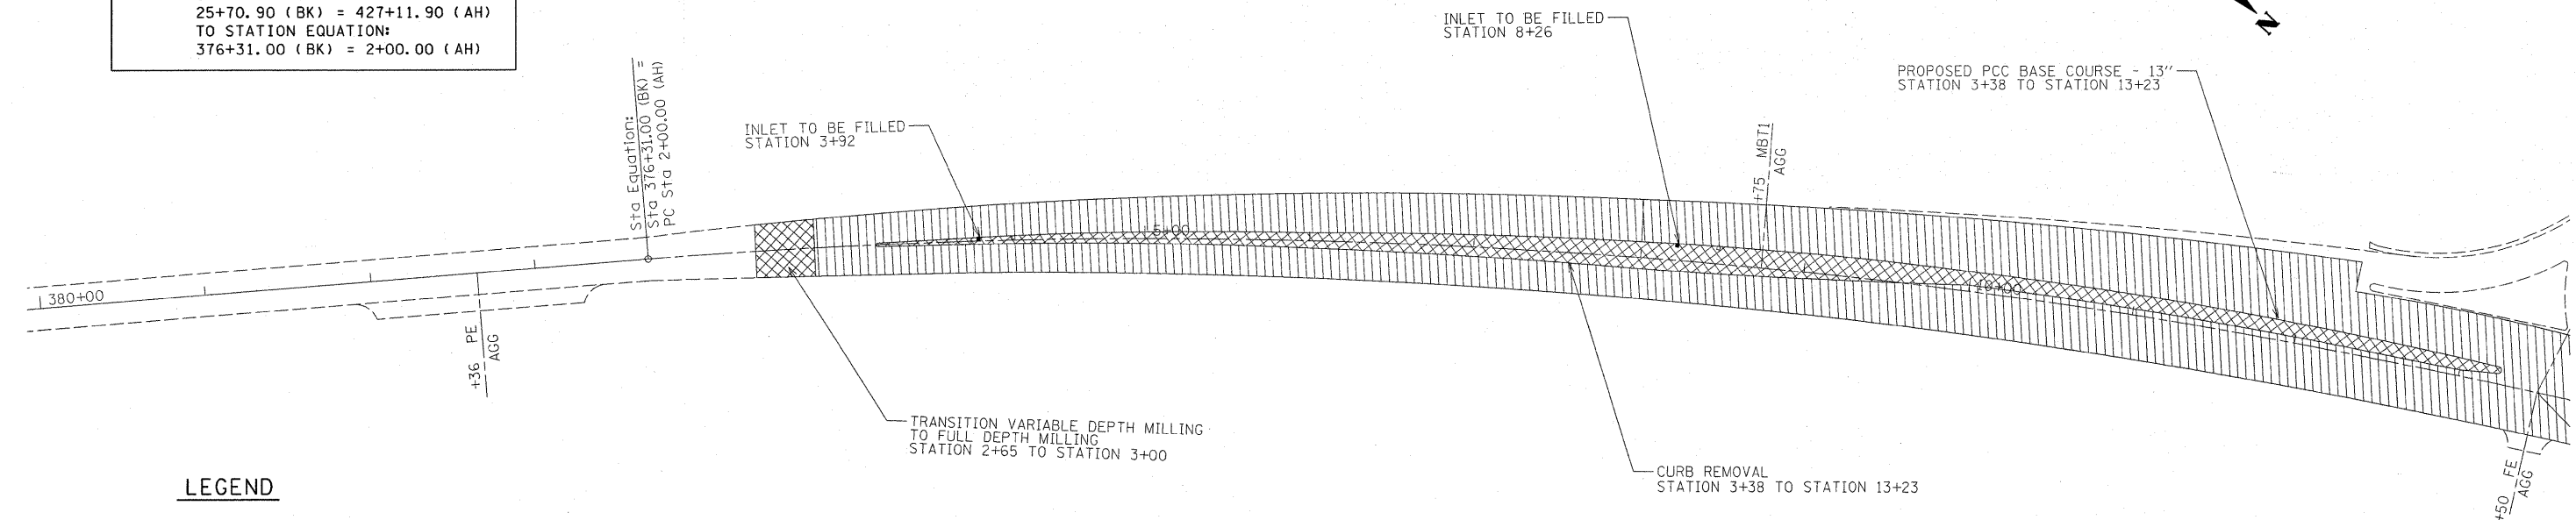 25+70.90 (BK) = 427+11.90 (AH)
TO STATION EQUATION:
376+31.00 (BK) = 2+00.00 (AH)
N
INLET TO BE FILLED
STATION 8+26
PROPOSED PCC BASE COURSE - 13"
STATION 3+38 TO STATION 13+23
Sta Equation:
Sta 376+31.00 (BK) =
PC Sta 2+00.00 (AH)
INLET TO BE FILLED
STATION 3+92
+75 MBT1
AGG
5+00
10+00
380+00
+36 PE
AGG
TRANSITION VARIABLE DEPTH MILLING
TO FULL DEPTH MILLING
STATION 2+65 TO STATION 3+00
CURB REMOVAL
STATION 3+38 TO STATION 13+23
+50 FE
AGG
LEGEND